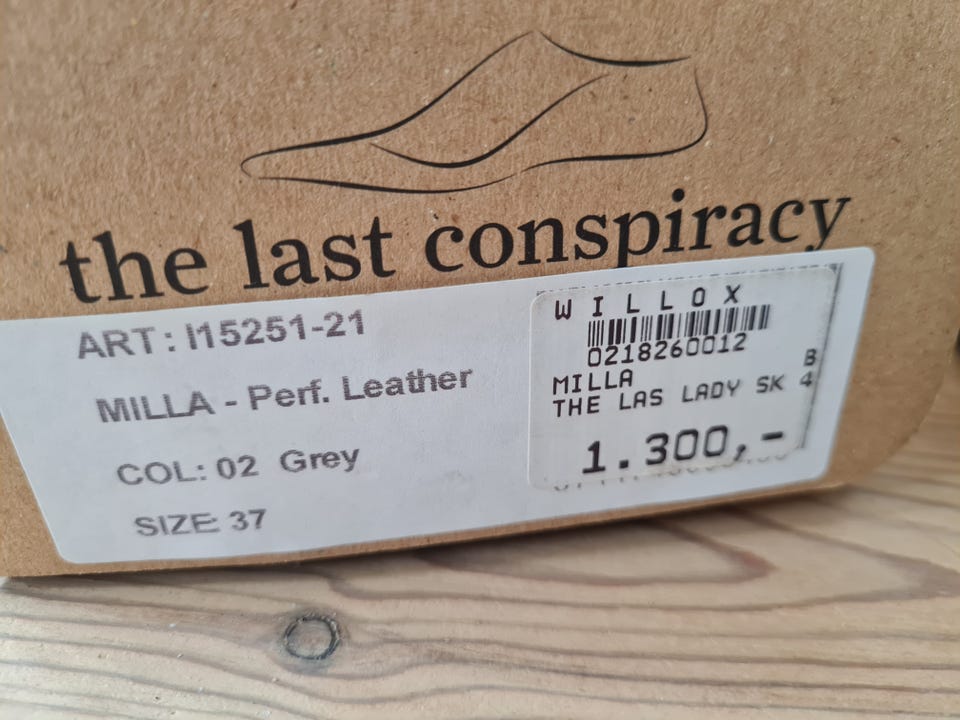 the last conspiracy
ART: I15251-21
MILLA - Perf. Leather
COL: 02 Grey
SIZE: 37
WILLOX
0218260012
B
MILLA
THE LAS LADY SK 4
1.300,-